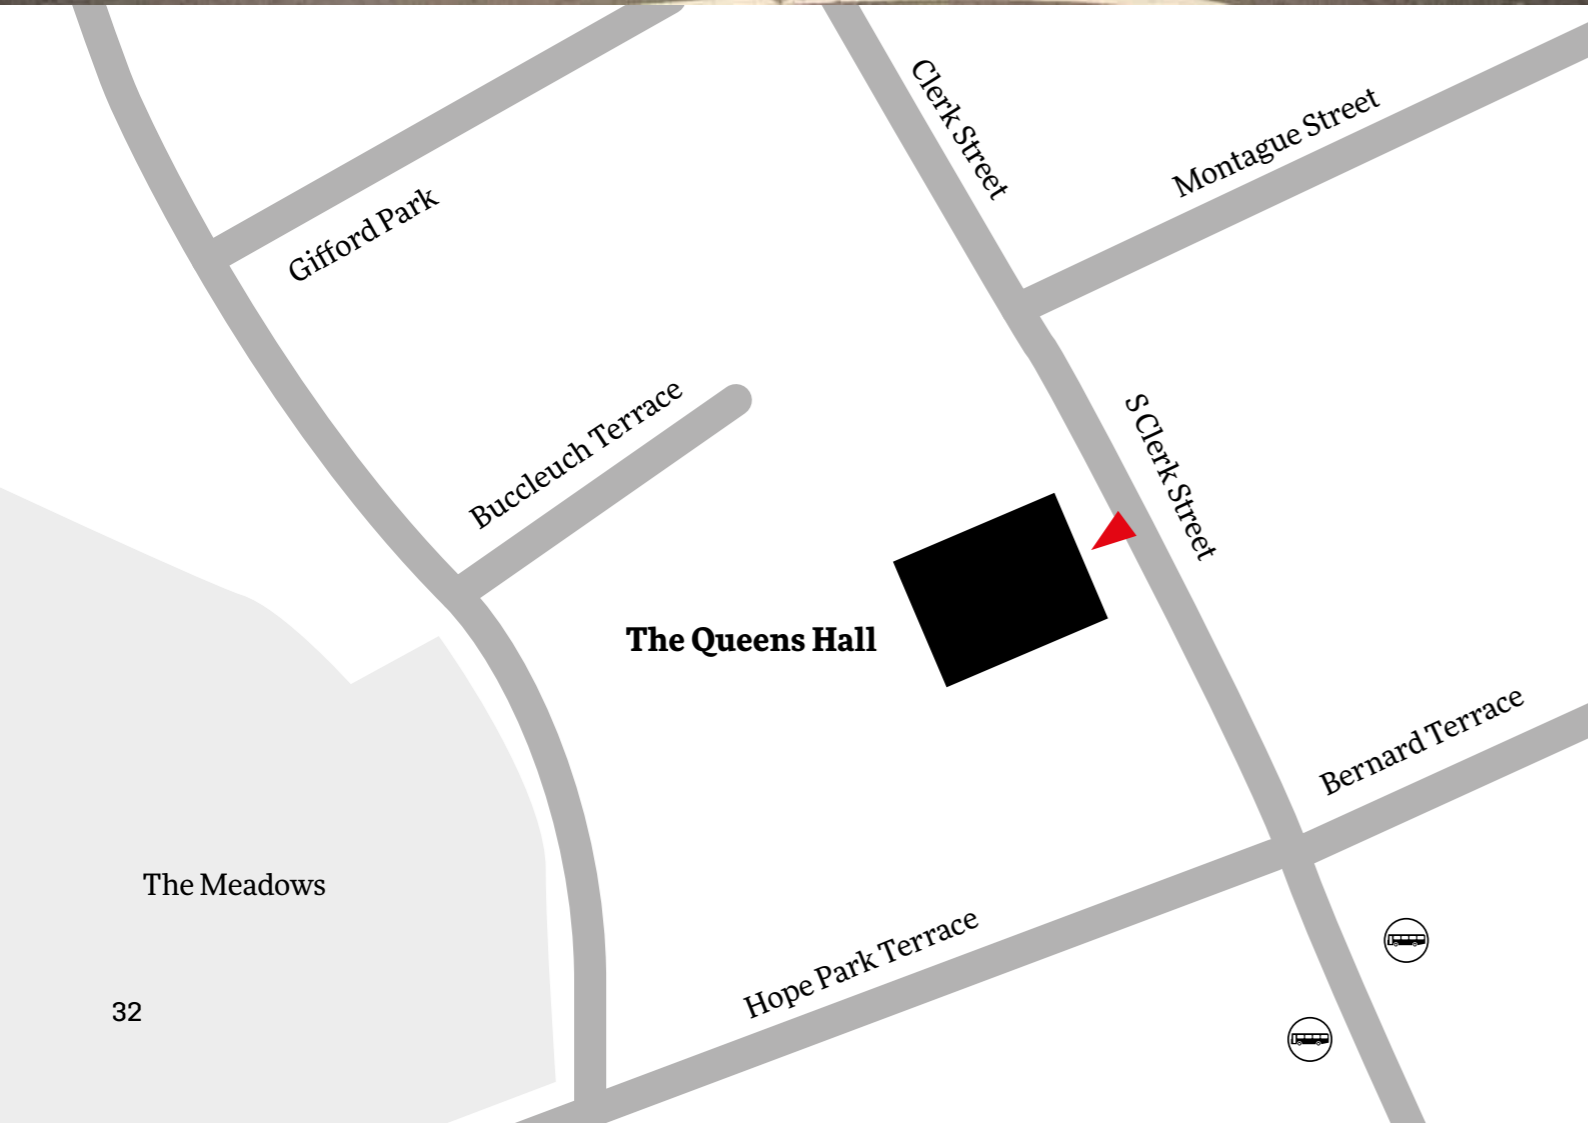 Clerk Street
Montague Street
Gifford Park
Buccleuch Terrace
S Clerk Street
The Queens Hall
Bernard Terrace
The Meadows
Hope Park Terrace
32